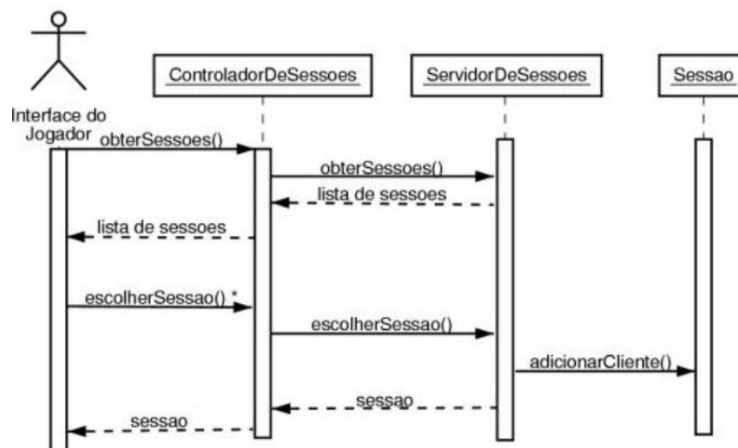 ControladorDeSessoes
ServidorDeSessoes
Sessao
Interface do
Jogador
obterSessoes()
obterSessoes()
lista de sessoes
lista de sessoes
escolherSessao() *
escolherSessao()
adicionarCliente()
sessao
sessao